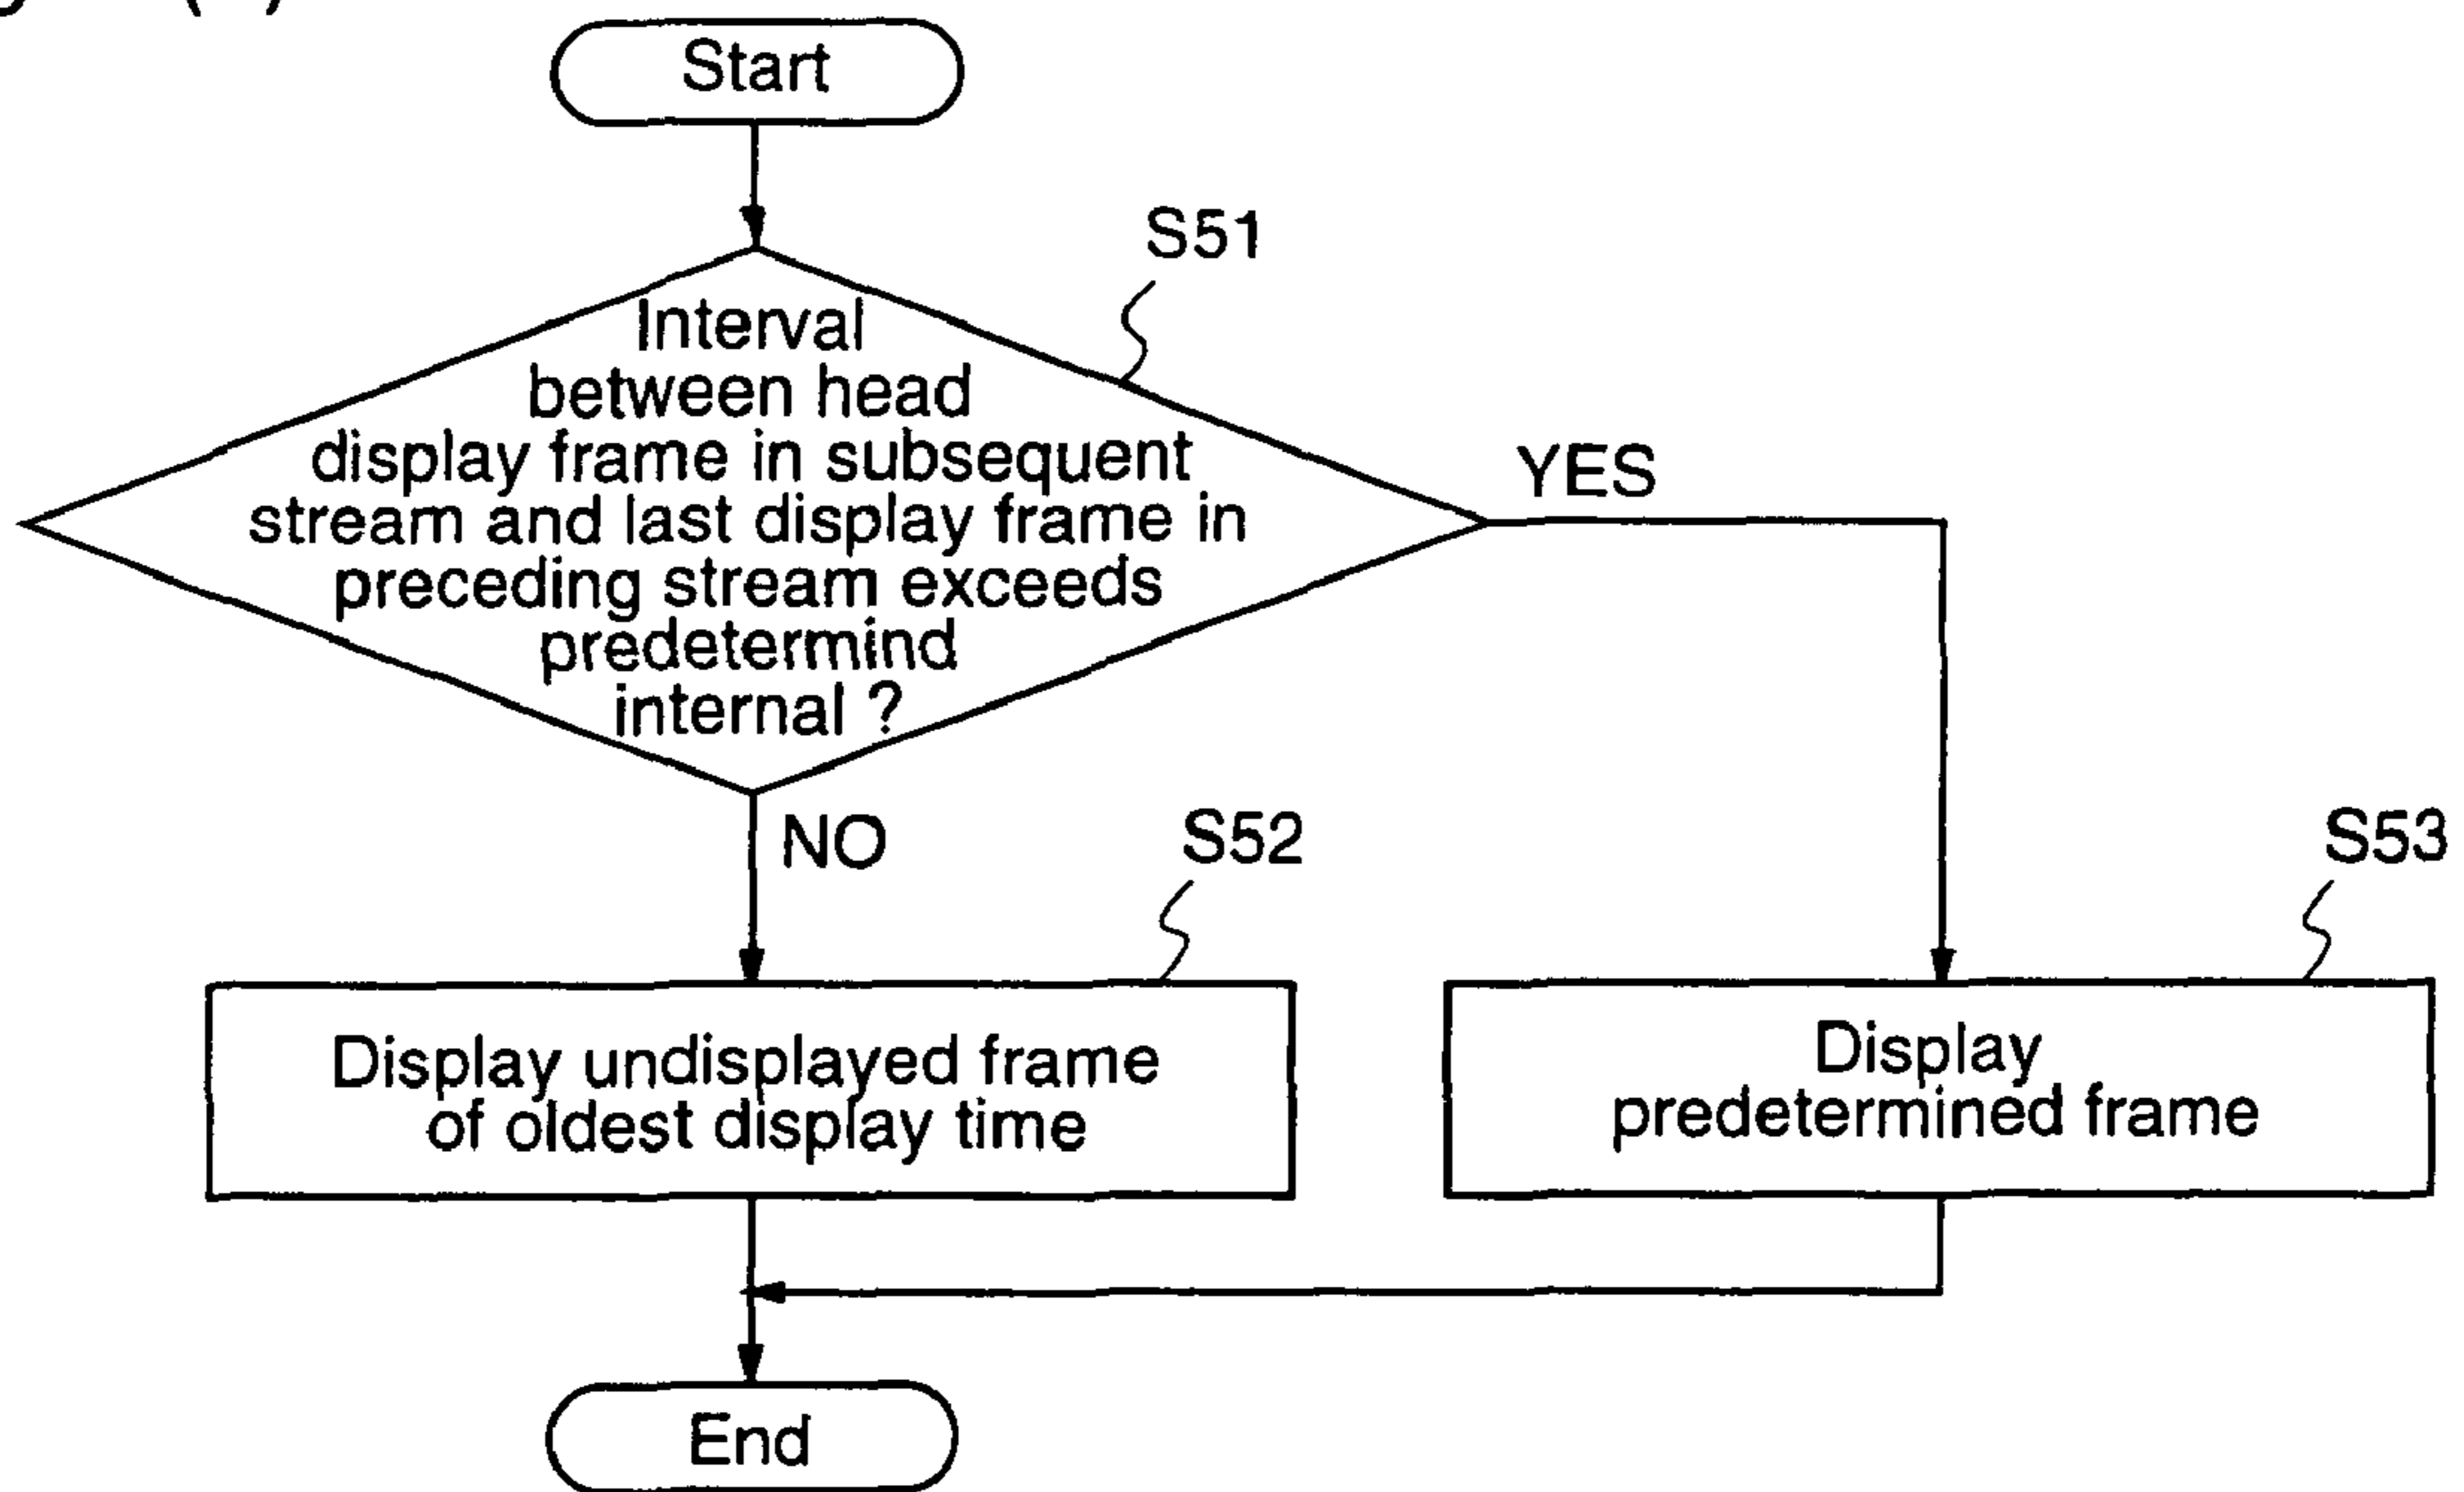 Start
S51
Interval
between head
display frame in subsequent
stream and last display frame in
preceding stream exceeds
predetermind
internal ?
YES
NO
S52
S53
Display undisplayed frame
of oldest display time
Display
predetermined frame
End